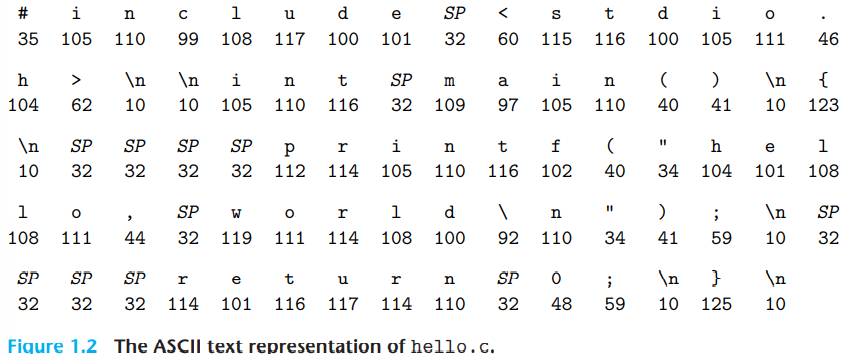 # i n c l u d e SP < s t d i o .
35 105 110 99 108 117 100 101 32 60 115 116 100 105 111 46
h > \n \n i n t SP m a i n ( ) \n {
104 62 10 10 105 110 116 32 109 97 105 110 40 41 10 123
\n SP SP SP SP p r i n t f ( " h e l
10 32 32 32 32 112 114 105 110 116 102 40 34 104 101 108
l o , SP w o r l d \ n " ) ; \n SP
108 111 44 32 119 111 114 108 100 92 110 34 41 59 10 32
SP SP SP r e t u r n SP 0 ; \n } \n
32 32 32 114 101 116 117 114 110 32 48 59 10 125 10
Figure 1.2 The ASCII text representation of hello.c.